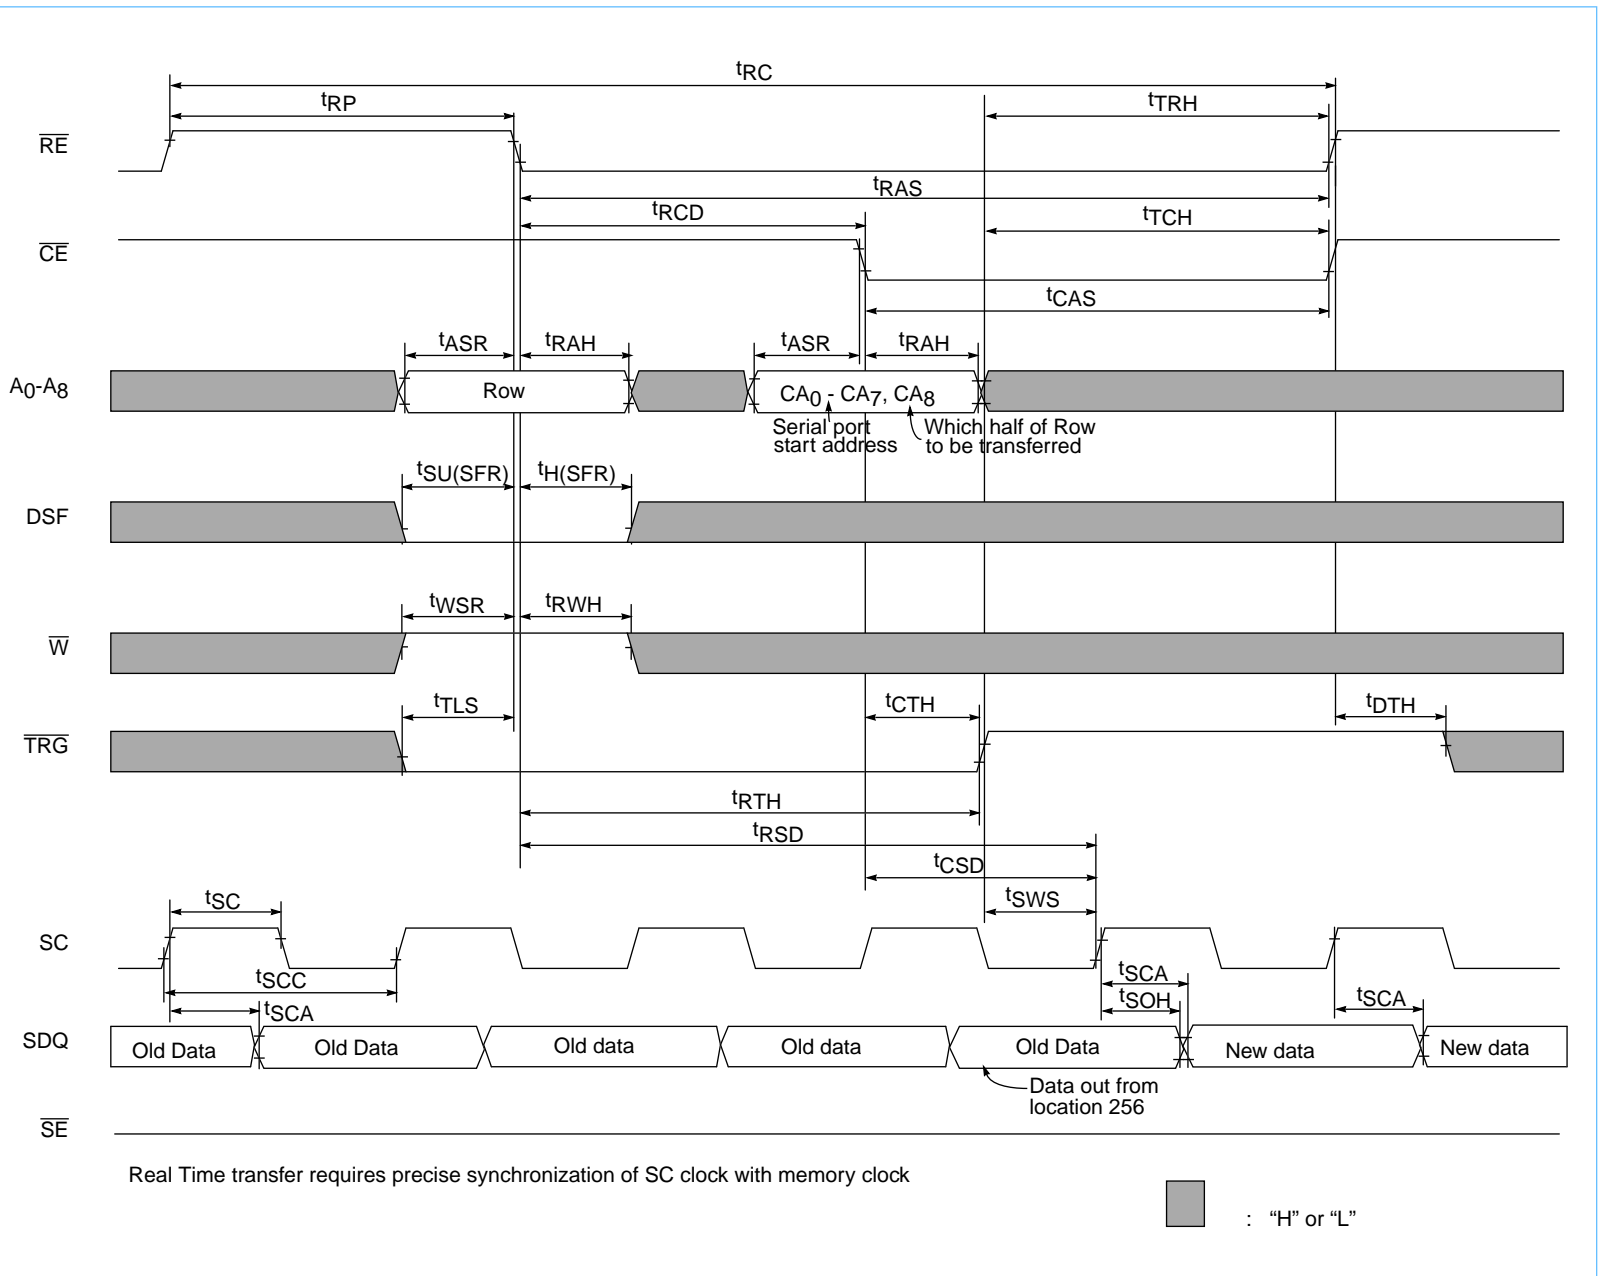 tRC
tRP
tTRH
RE
tRAS
tRCD
tTCH
CE
tCAS
tASR
tRAH
tASR
tRAH
A0-A8
Row
CA0 - CA7, CA8
Serial port
start address
Which half of Row
to be transferred
tSU(SFR)
tH(SFR)
DSF
tWSR
tRWH
W
tTLS
tCTH
tDTH
TRG
tRTH
tRSD
tCSD
tSC
tSWS
SC
tSCC
tSCA
tSCA
tSOH
tSCA
SDQ
Old Data
Old Data
Old data
Old data
Old Data
New data
New data
Data out from
location 256
SE
Real Time transfer requires precise synchronization of SC clock with memory clock
: “H” or “L”